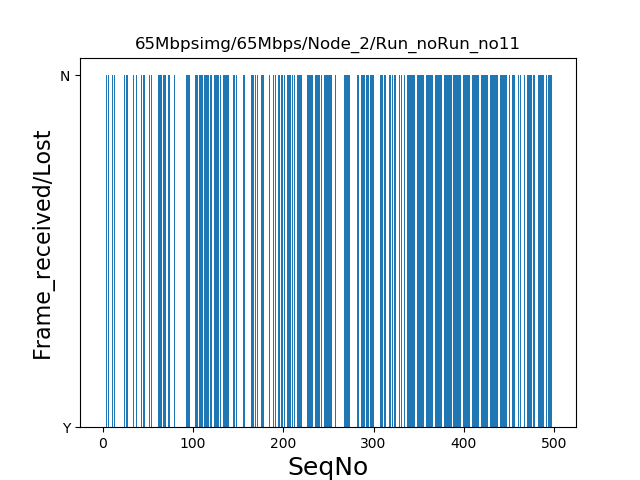 65Mbpsimg/65Mbps/Node_2/Run_noRun_no11
N
Frame_received/Lost
Y
0 100 200 300 400 500
SeqNo